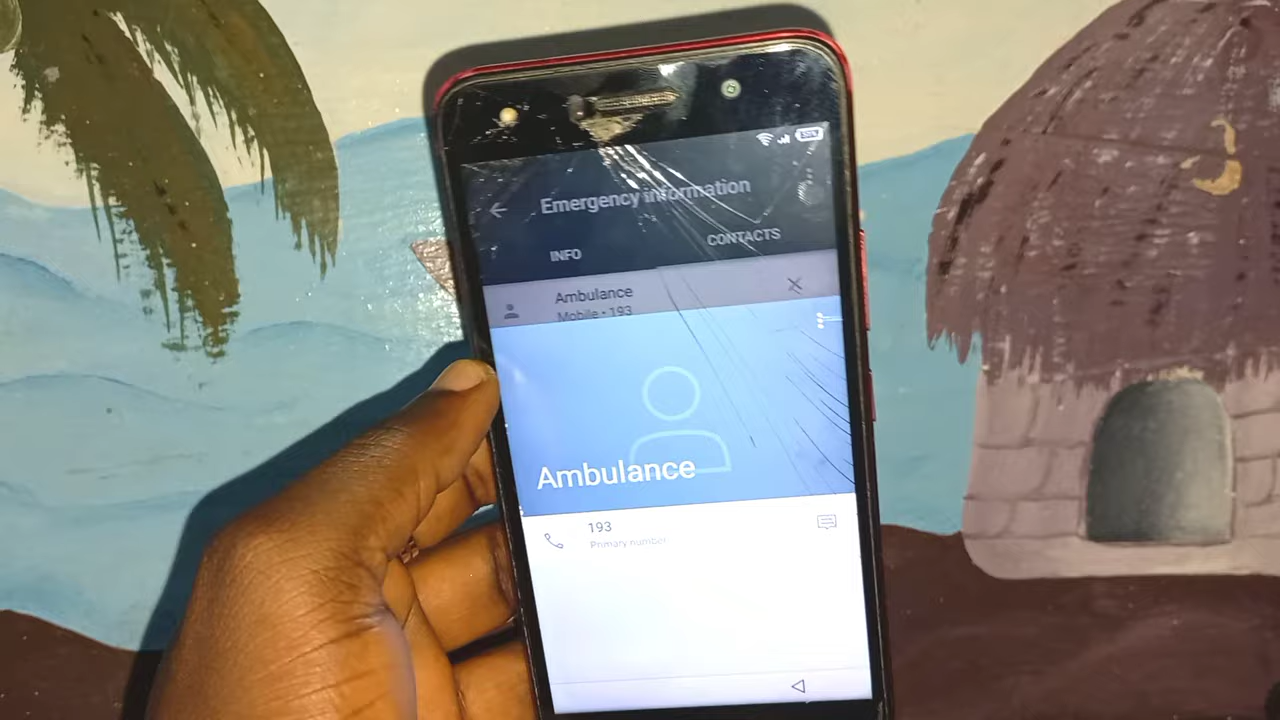 Emergency information
INFO
CONTACTS
Ambulance
Mobile • 193
Ambulance
193
Primary number